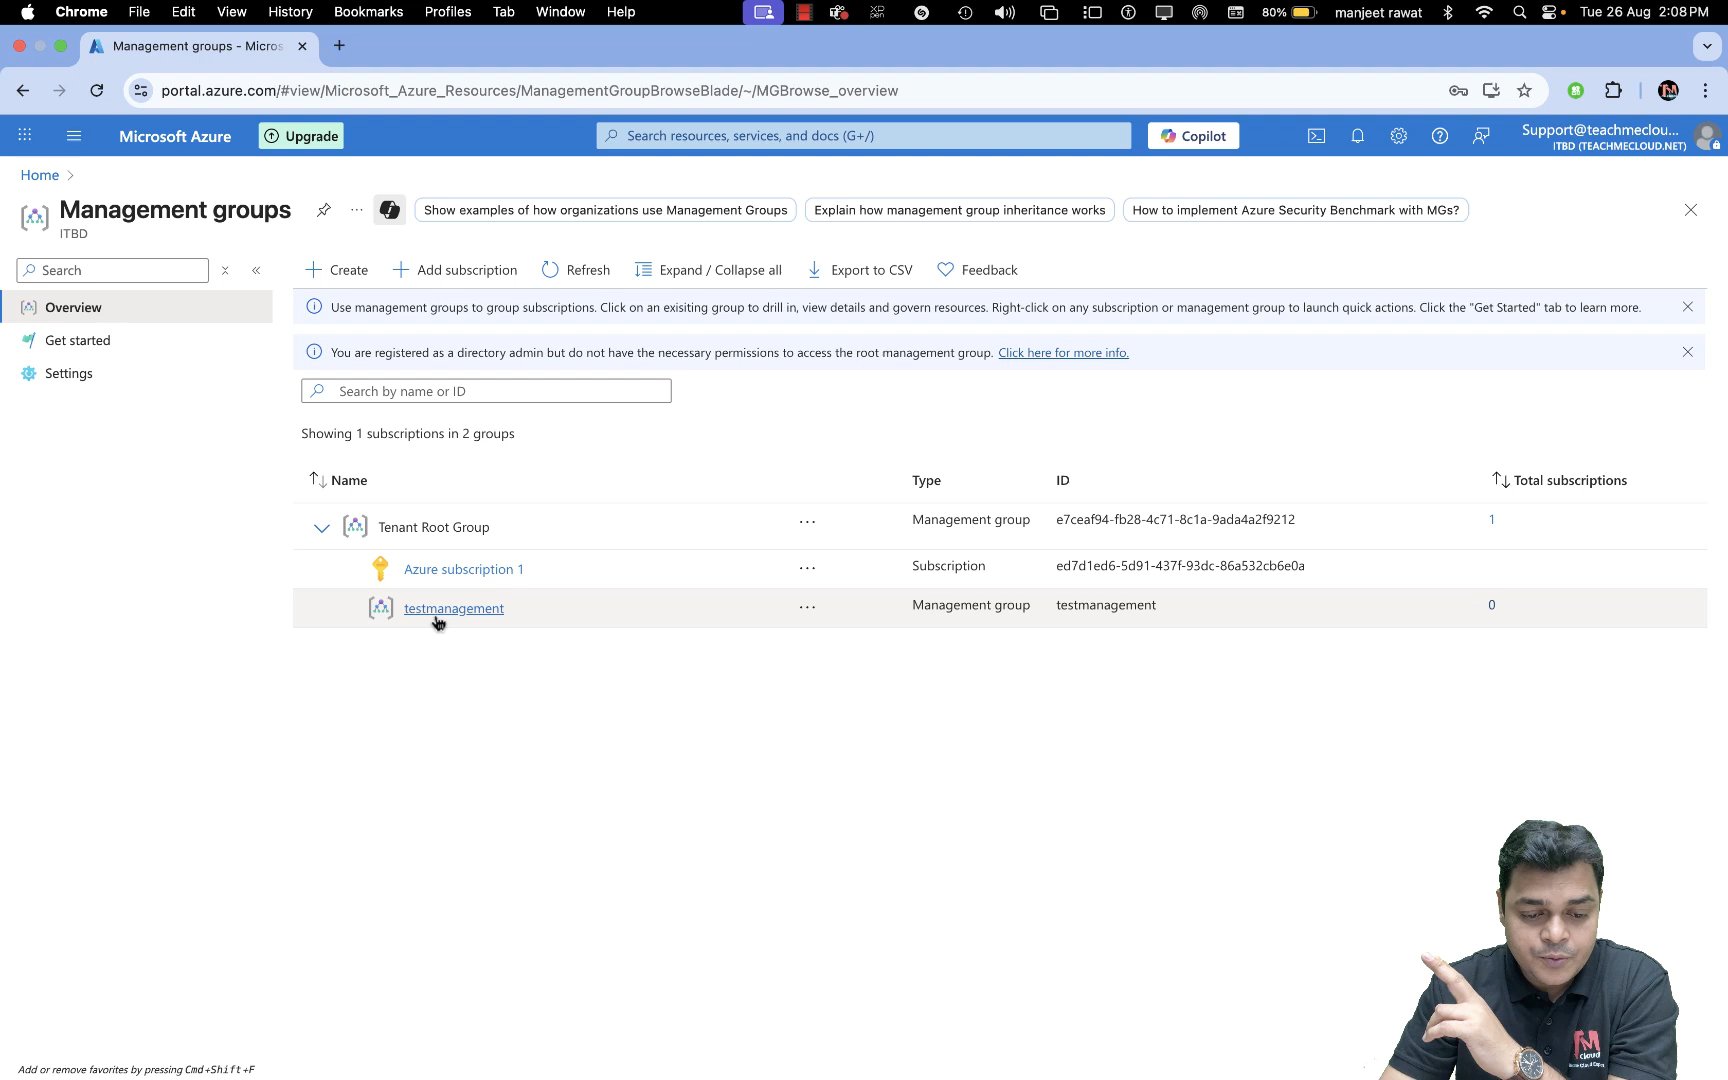 Chrome File Edit View History Bookmarks Profiles Tab Window Help 80% manjeet rawat Tue 26 Aug 2:08 PM
Management groups - Micros
portal.azure.com/#view/Microsoft_Azure_Resources/ManagementGroupBrowseBlade/~/MGBrowse_overview
Microsoft Azure Upgrade Search resources, services, and docs (G+/) Copilot Support@teachmeclou...
ITBD (TEACHMECLOUD.NET)
Home
Management groups ... Show examples of how organizations use Management Groups Explain how management group inheritance works How to implement Azure Security Benchmark with MGs?
ITBD
Search Create Add subscription Refresh Expand / Collapse all Export to CSV Feedback
Overview
Get started
Settings
Use management groups to group subscriptions. Click on an exisiting group to drill in, view details and govern resources. Right-click on any subscription or management group to launch quick actions. Click the "Get Started" tab to learn more.
You are registered as a directory admin but do not have the necessary permissions to access the root management group. Click here for more info.
Search by name or ID
Showing 1 subscriptions in 2 groups
Name Type ID Total subscriptions
Tenant Root Group ... Management group e7ceaf94-fb28-4c71-8c1a-9ada4a2f9212 1
Azure subscription 1 ... Subscription ed7d1ed6-5d91-437f-93dc-86a532cb6e0a
testmanagement ... Management group testmanagement 0
Add or remove favorites by pressing Cmd+Shift+F
Cloud